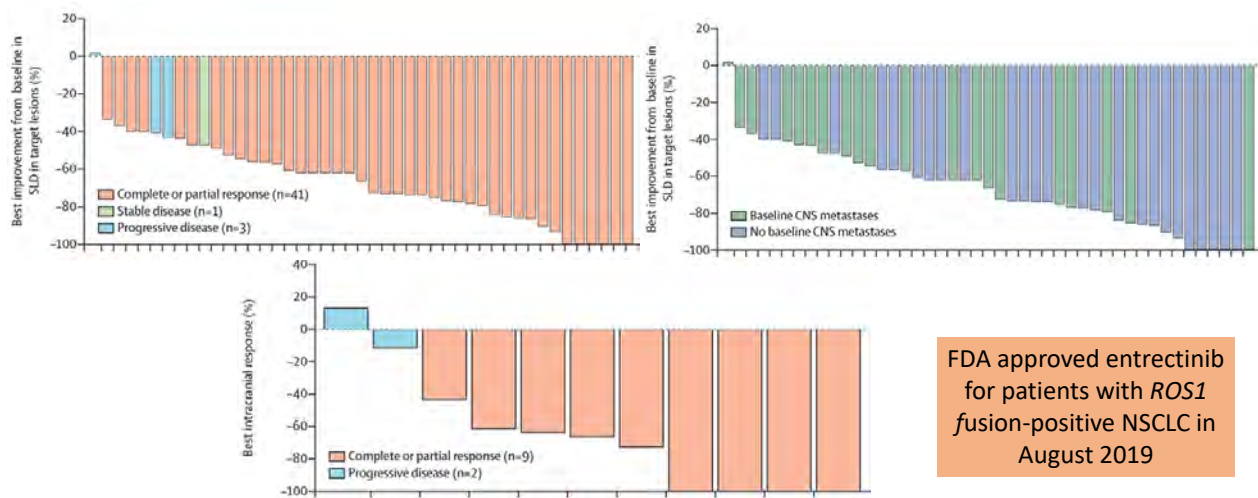 20
0
−20
−40
−60
−80
−100
Best improvement from baseline in
SLD in target lesions (%)
Complete or partial response (n=41)
Stable disease (n=1)
Progressive disease (n=3)
20
0
−20
−40
−60
−80
−100
Best improvement from baseline in
SLD in target lesions (%)
Baseline CNS metastases
No baseline CNS metastases
40
20
0
−20
−40
−60
−80
−100
Best intracranial response (%)
Complete or partial response (n=9)
Progressive disease (n=2)
FDA approved entrectinib
for patients with ROS1
fusion-positive NSCLC in
August 2019